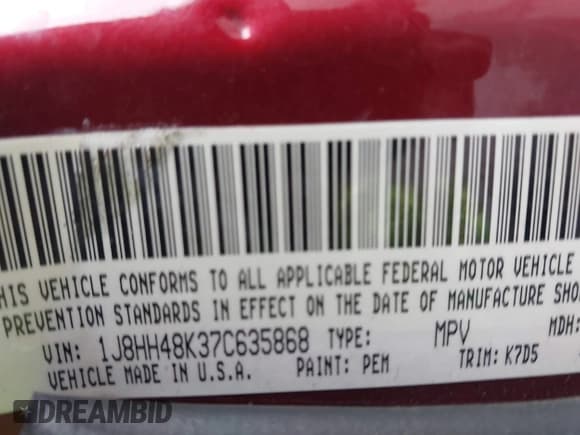 HIS VEHICLE CONFORMS TO ALL APPLICABLE FEDERAL MOTOR VEHICLE
PREVENTION STANDARDS IN EFFECT ON THE DATE OF MANUFACTURE SHO
VIN: 1J8HH48K37C635868 TYPE: MPV MDH:
VEHICLE MADE IN U.S.A. PAINT: PEM TRIM: K7D5
DREAMBID